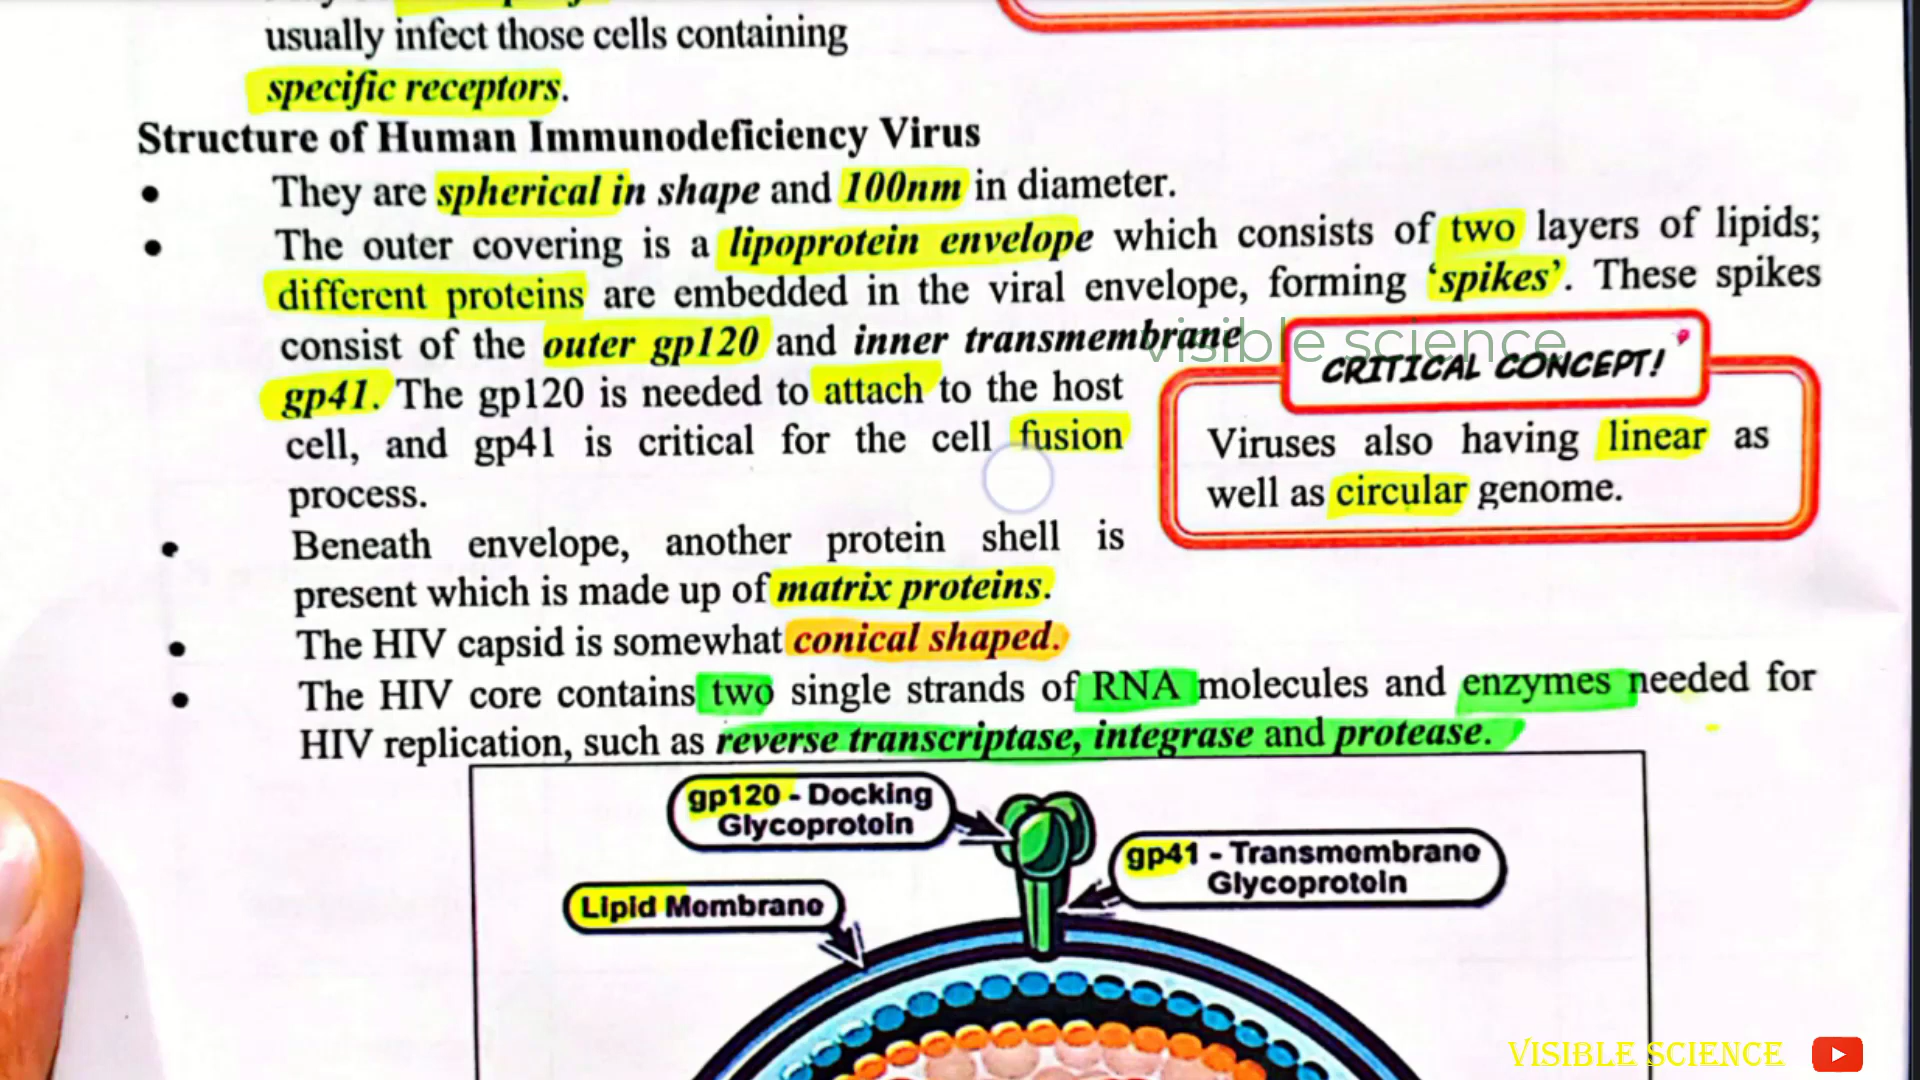 usually infect those cells containing
specific receptors.
Structure of Human Immunodeficiency Virus
• They are spherical in shape and 100nm in diameter.
• The outer covering is a lipoprotein envelope which consists of two layers of lipids;
different proteins are embedded in the viral envelope, forming ‘spikes’. These spikes
consist of the outer gp120 and inner transmembrane
gp41. The gp120 is needed to attach to the host
cell, and gp41 is critical for the cell fusion
process.
visible science
CRITICAL CONCEPT!
Viruses also having linear as
well as circular genome.
• Beneath envelope, another protein shell is
present which is made up of matrix proteins.
• The HIV capsid is somewhat conical shaped.
• The HIV core contains two single strands of RNA molecules and enzymes needed for
HIV replication, such as reverse transcriptase, integrase and protease.
gp120 - Docking
Glycoprotein
gp41 - Transmembrane
Glycoprotein
Lipid Membrane
VISIBLE SCIENCE